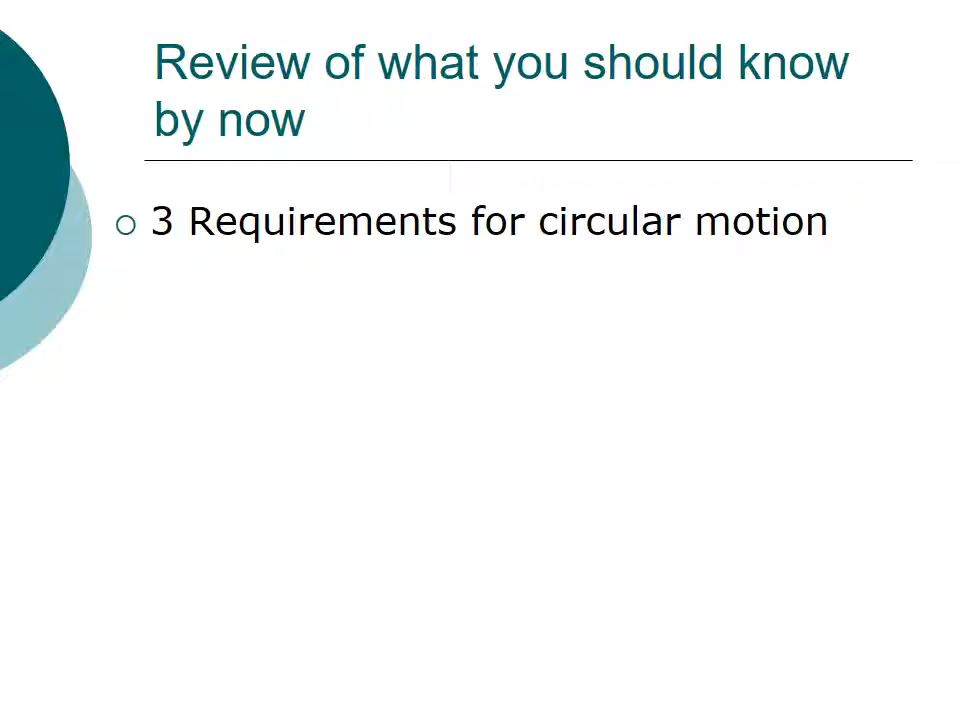 Review of what you should know
by now
3 Requirements for circular motion